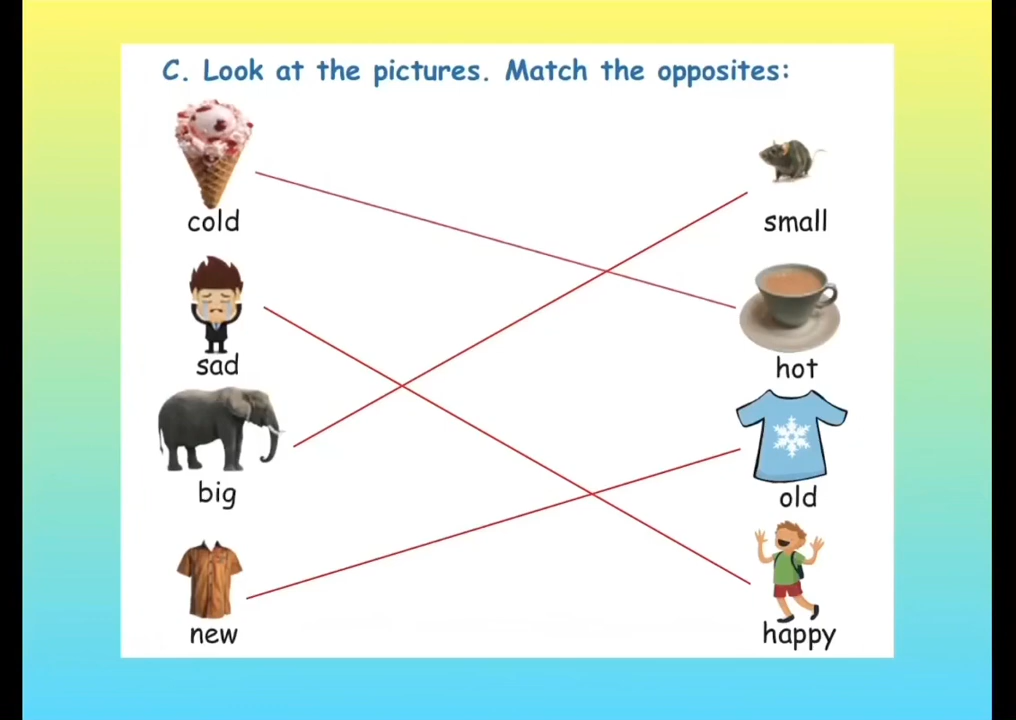 C. Look at the pictures. Match the opposites:
cold
small
sad
hot
big
old
new
happy